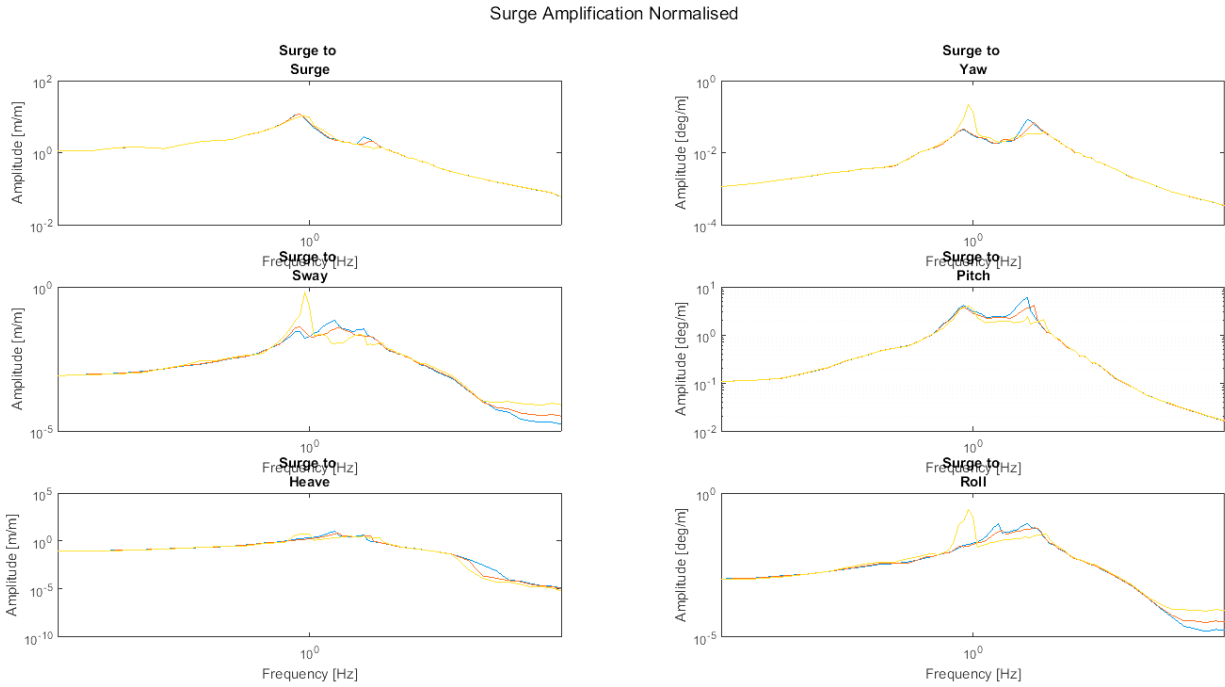 Surge Amplification Normalised
Surge to
Surge
Amplitude [m/m]
10^2
10^0
10^-2
10^0
Frequency [Hz]
Surge to
Yaw
Amplitude [deg/m]
10^0
10^-2
10^-4
10^0
Frequency [Hz]
Surge to
Sway
Amplitude [m/m]
10^0
10^-5
10^0
Frequency [Hz]
Surge to
Pitch
Amplitude [deg/m]
10^1
10^0
10^-1
10^-2
10^0
Frequency [Hz]
Surge to
Heave
Amplitude [m/m]
10^5
10^0
10^-5
10^-10
10^0
Frequency [Hz]
Surge to
Roll
Amplitude [deg/m]
10^0
10^-5
10^0
Frequency [Hz]